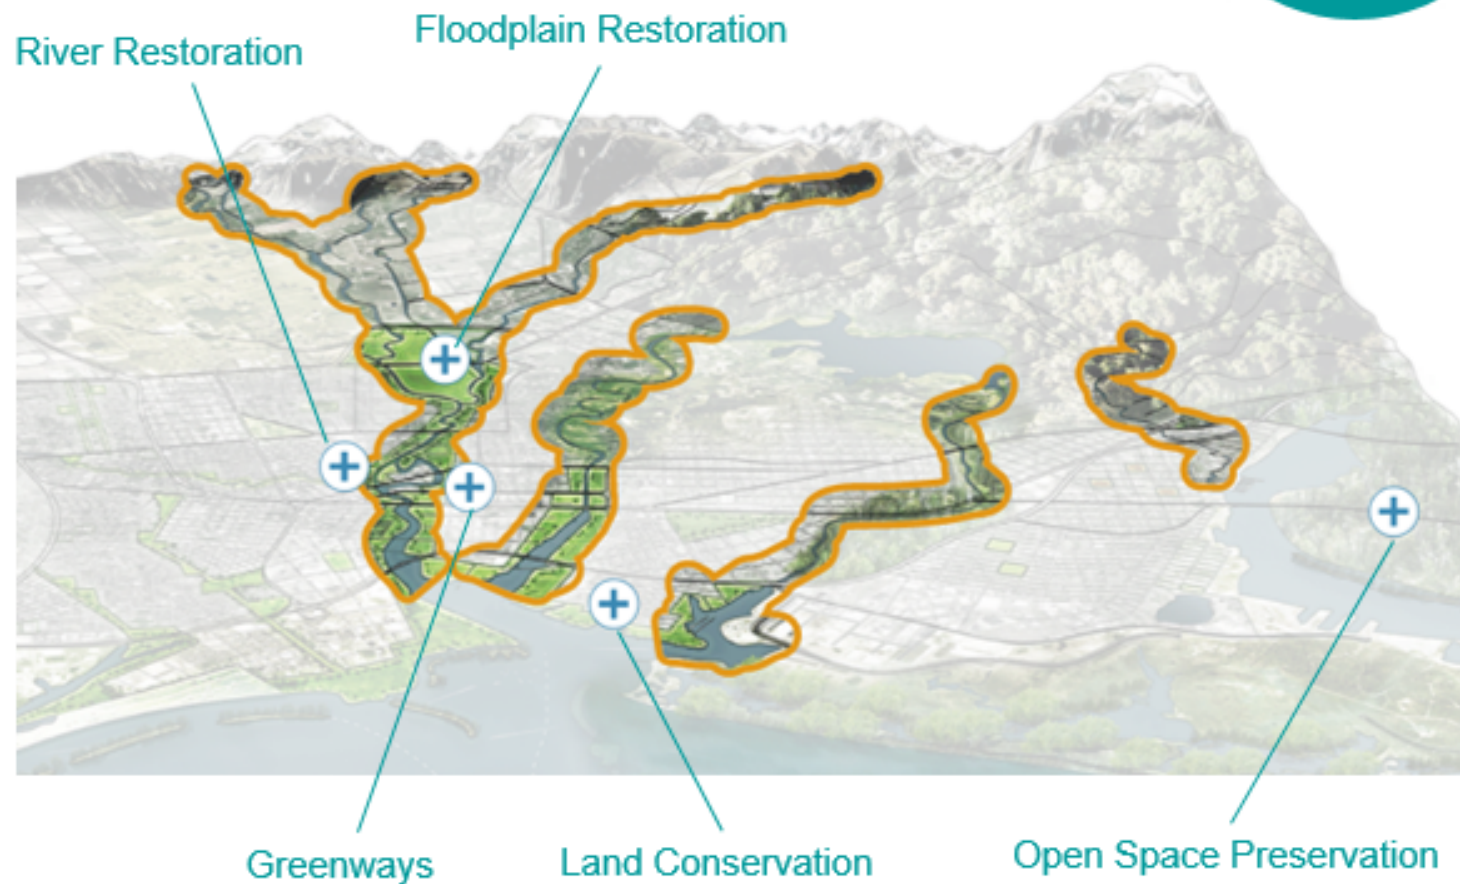 Floodplain Restoration
River Restoration
Greenways
Land Conservation
Open Space Preservation